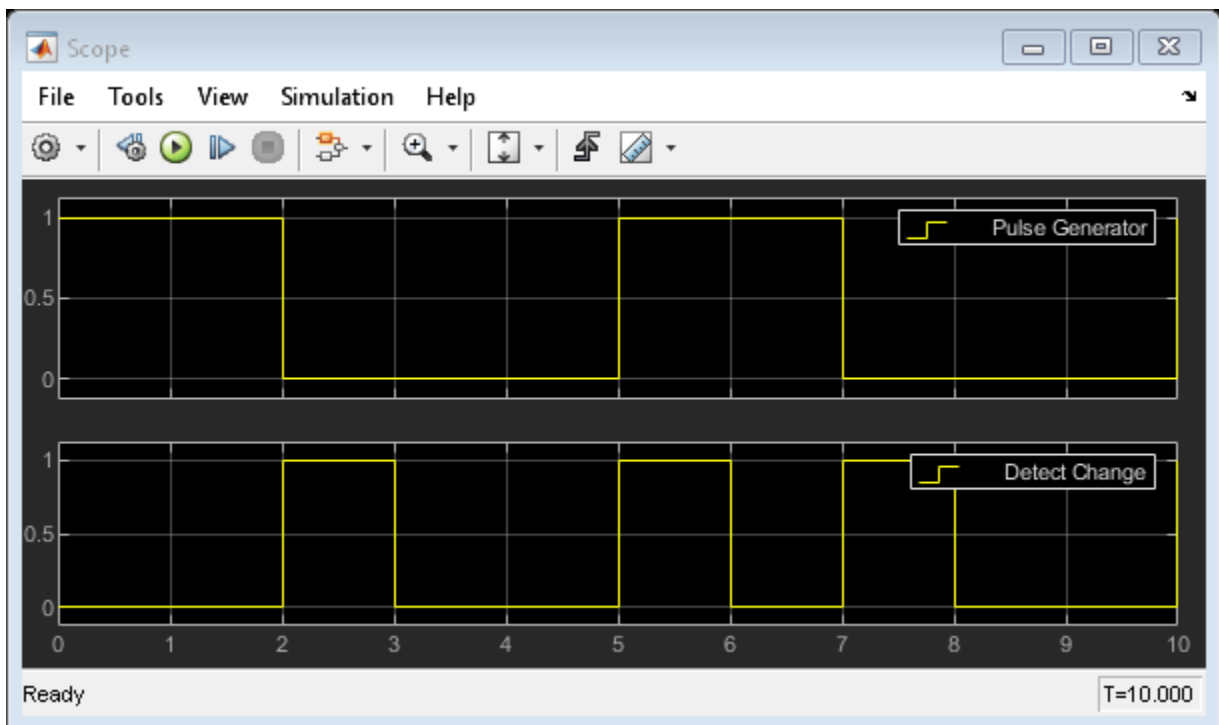 Scope
File Tools View Simulation Help
1
Pulse Generator
0.5
0
1
Detect Change
0.5
0
0 1 2 3 4 5 6 7 8 9 10
Ready T=10.000